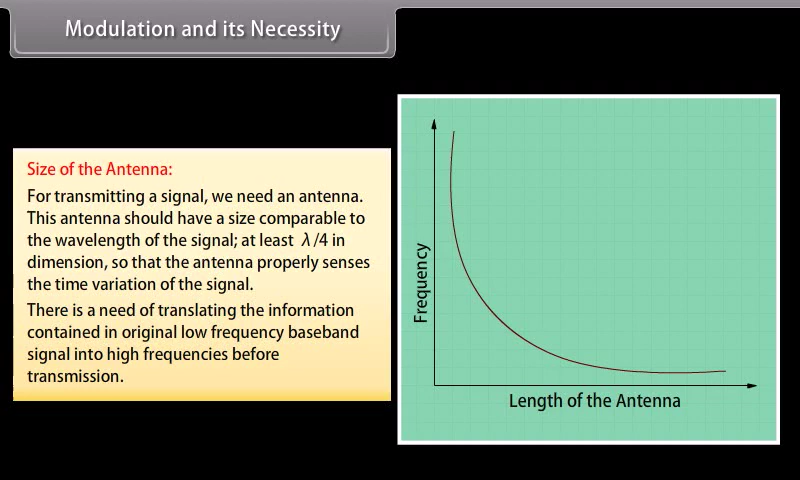 Modulation and its Necessity
Size of the Antenna:
For transmitting a signal, we need an antenna.
This antenna should have a size comparable to
the wavelength of the signal; at least λ/4 in
dimension, so that the antenna properly senses
the time variation of the signal.
There is a need of translating the information
contained in original low frequency baseband
signal into high frequencies before
transmission.
Frequency
Length of the Antenna